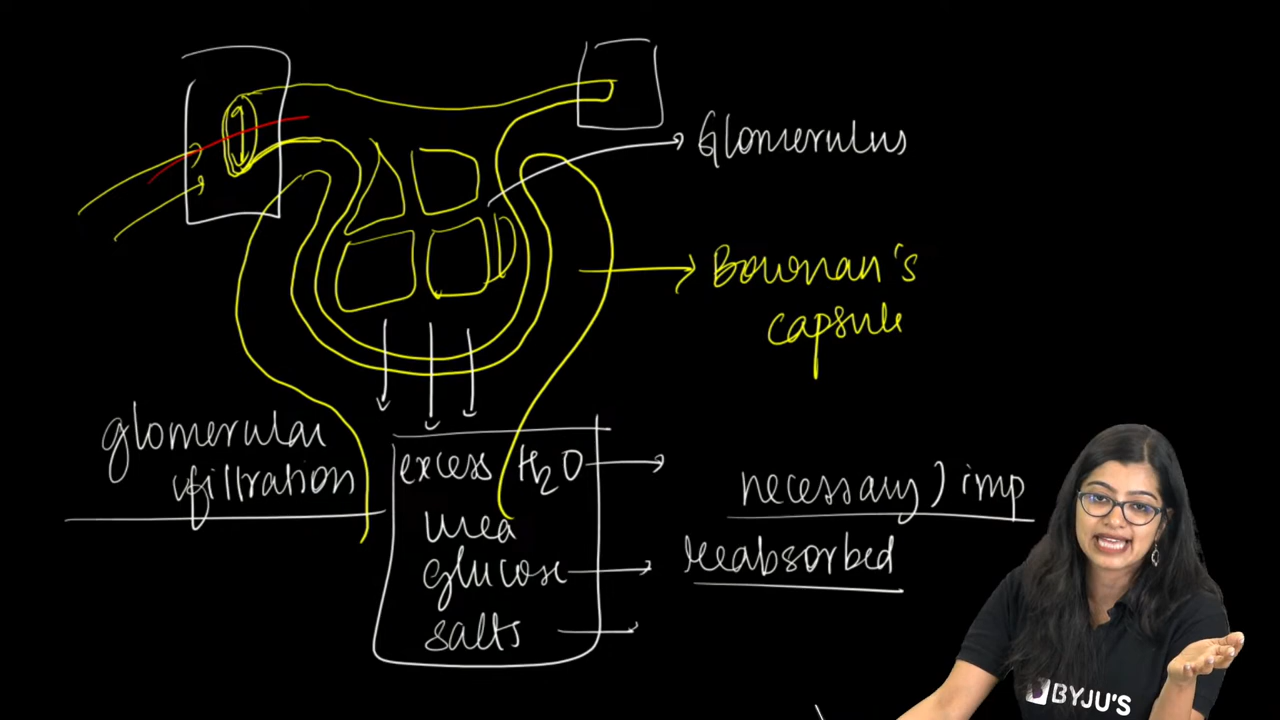 Glomerulus
Bowman's
capsule
glomerular
filtration
excess H2O
urea
glucose
salts
necessary) imp
reabsorbed
BYJU'S